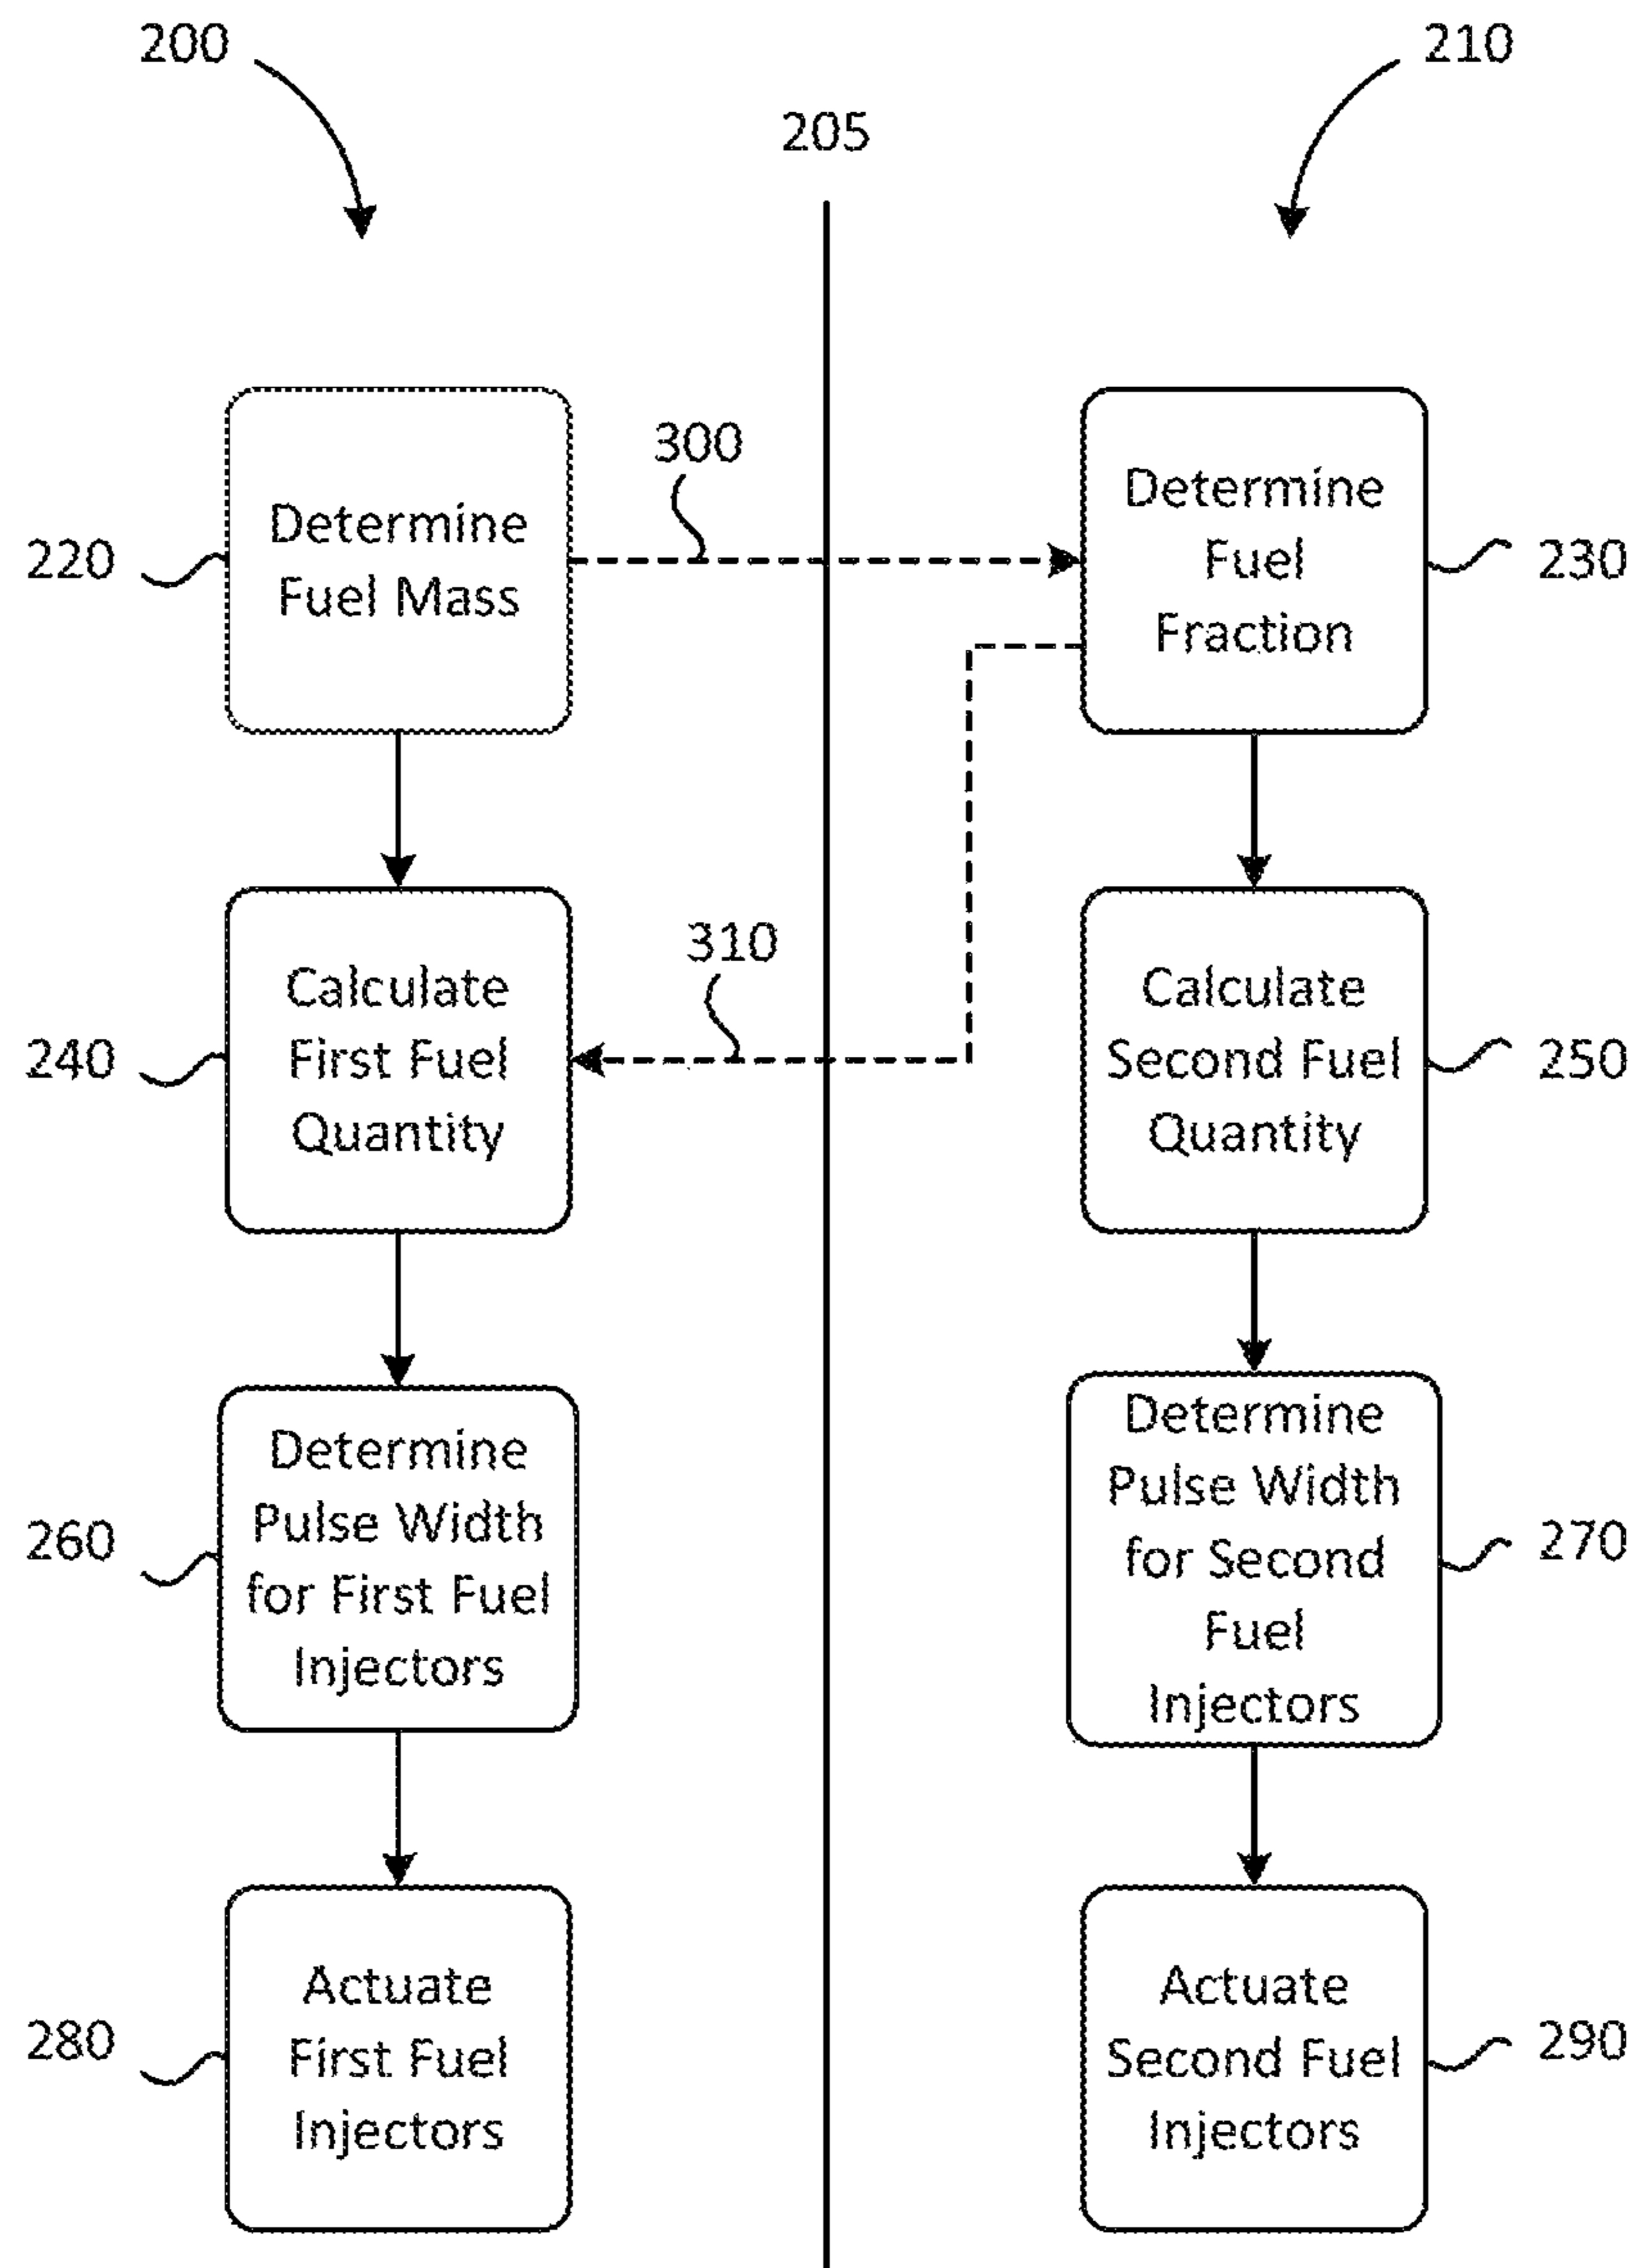 200
210
205
300
Determine
Fuel Mass
220
Determine
Fuel
Fraction
230
310
Calculate
First Fuel
Quantity
240
Calculate
Second Fuel
Quantity
250
Determine
Pulse Width
for First Fuel
Injectors
260
Determine
Pulse Width
for Second
Fuel
Injectors
270
Actuate
First Fuel
Injectors
280
Actuate
Second Fuel
Injectors
290